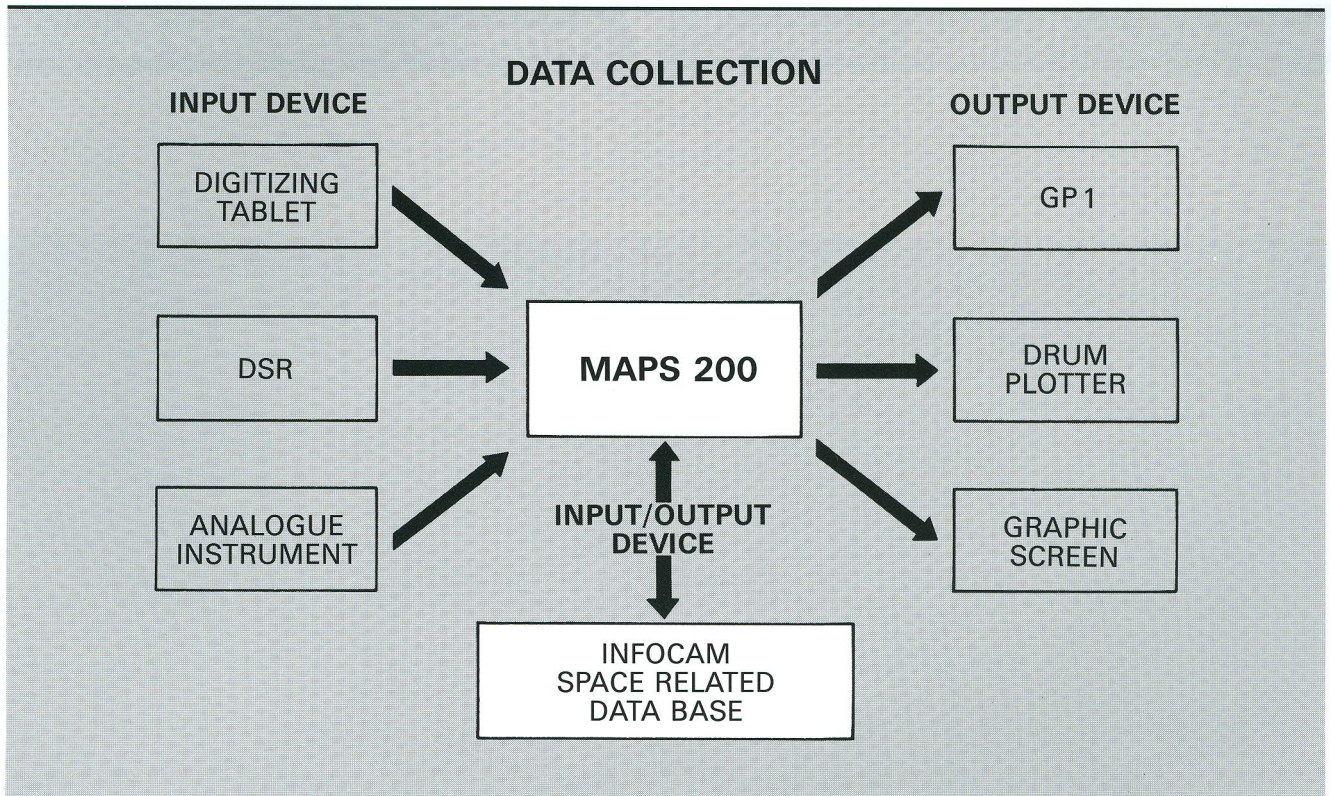 DATA COLLECTION
INPUT DEVICE
DIGITIZING
TABLET
DSR
ANALOGUE
INSTRUMENT
MAPS 200
INPUT/OUTPUT
DEVICE
INFOCAM
SPACE RELATED
DATA BASE
OUTPUT DEVICE
GP1
DRUM
PLOTTER
GRAPHIC
SCREEN